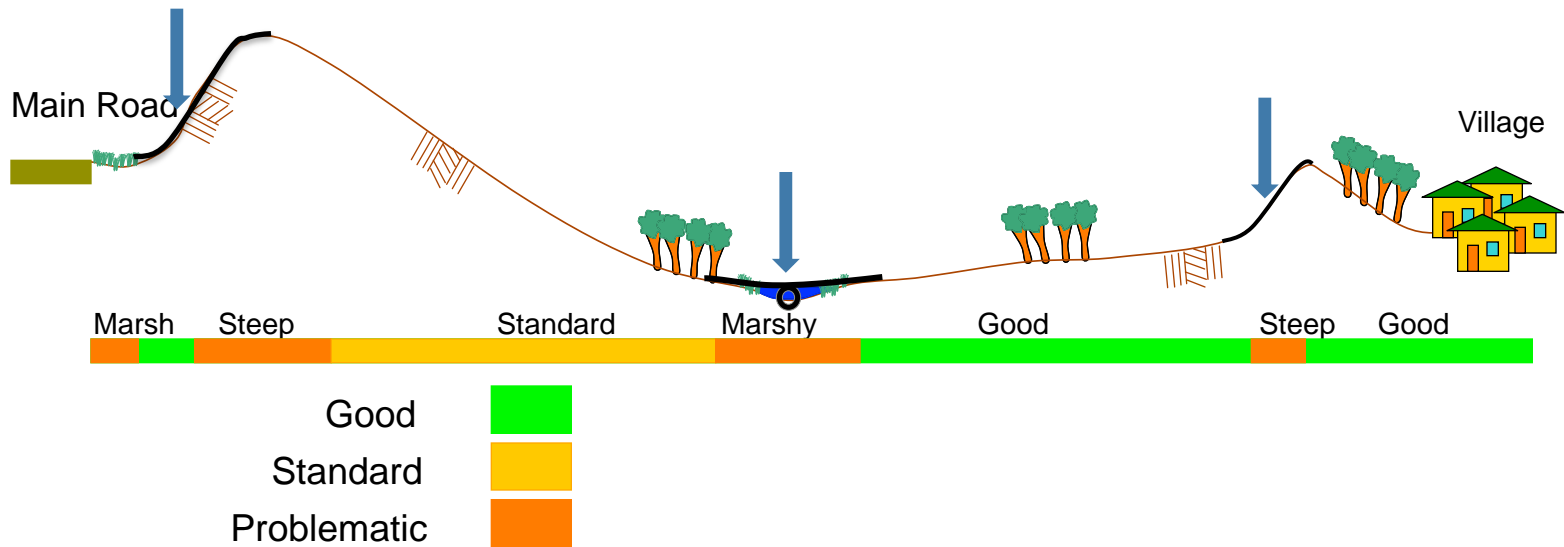 Main Road
Village
Marsh Steep Standard Marshy Good Steep Good
Good
Standard
Problematic